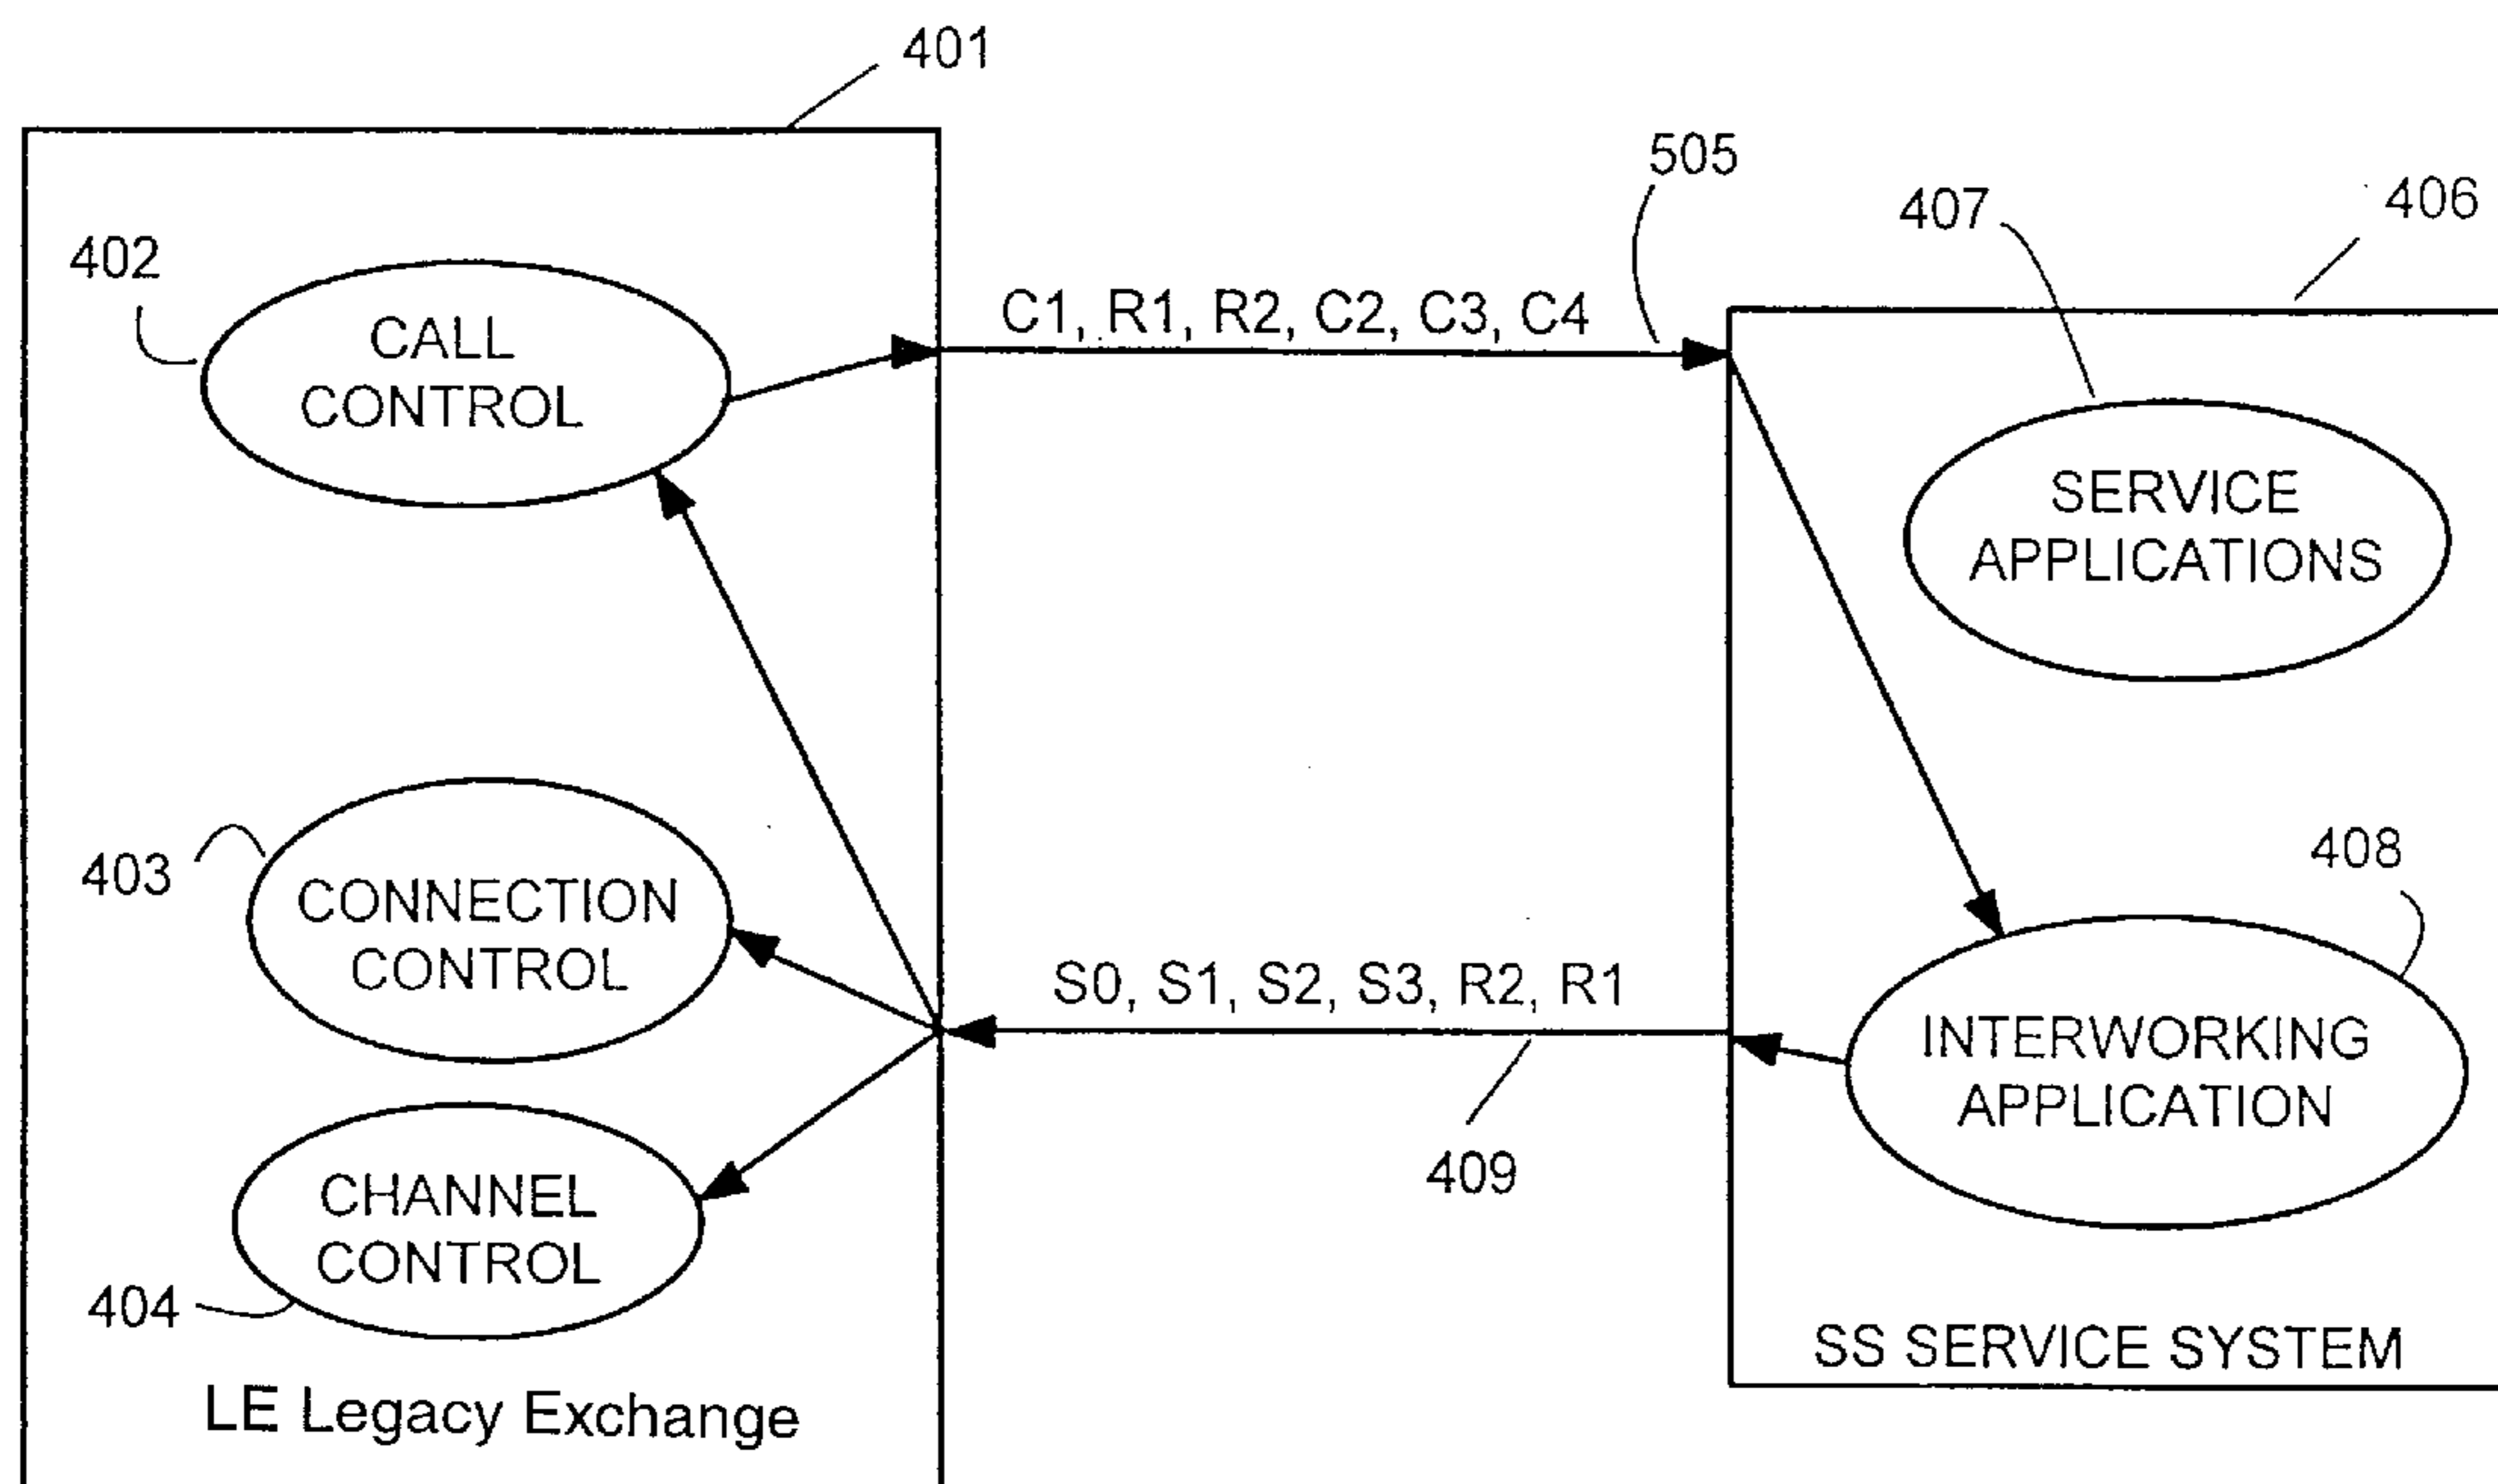 401
505
407
406
402
CALL
CONTROL
C1, R1, R2, C2, C3, C4
SERVICE
APPLICATIONS
403
CONNECTION
CONTROL
408
S0, S1, S2, S3, R2, R1
INTERWORKING
APPLICATION
409
CHANNEL
CONTROL
404
SS SERVICE SYSTEM
LE Legacy Exchange